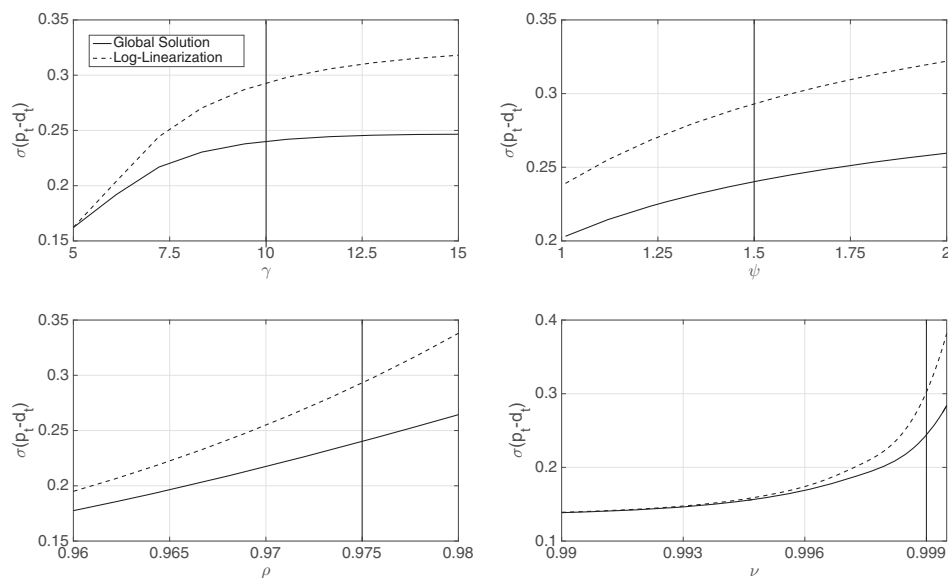 0.35
0.3
0.25
0.2
0.15
σ(p_t-d_t)
Global Solution
Log-Linearization
5 7.5 10 12.5 15
γ
0.35
0.3
0.25
0.2
σ(p_t-d_t)
1 1.25 1.5 1.75 2
ψ
0.35
0.3
0.25
0.2
0.15
σ(p_t-d_t)
0.96 0.965 0.97 0.975 0.98
ρ
0.4
0.3
0.2
0.1
σ(p_t-d_t)
0.99 0.993 0.996 0.999
ν